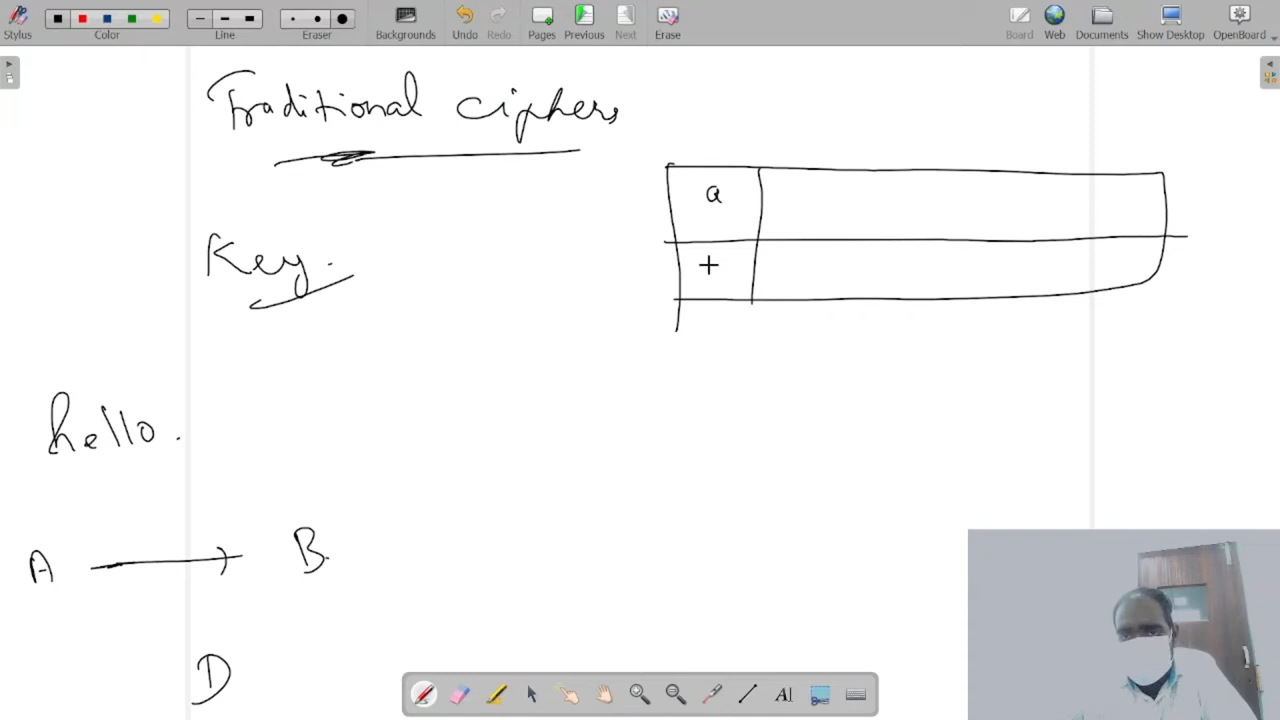 Stylus
Color
Line
Eraser
Backgrounds
Undo
Redo
Pages
Previous
Next
Erase
Board
Web
Documents
Show Desktop
OpenBoard
Traditional ciphers
a
+
Key.
hello.
A → B
D
AI